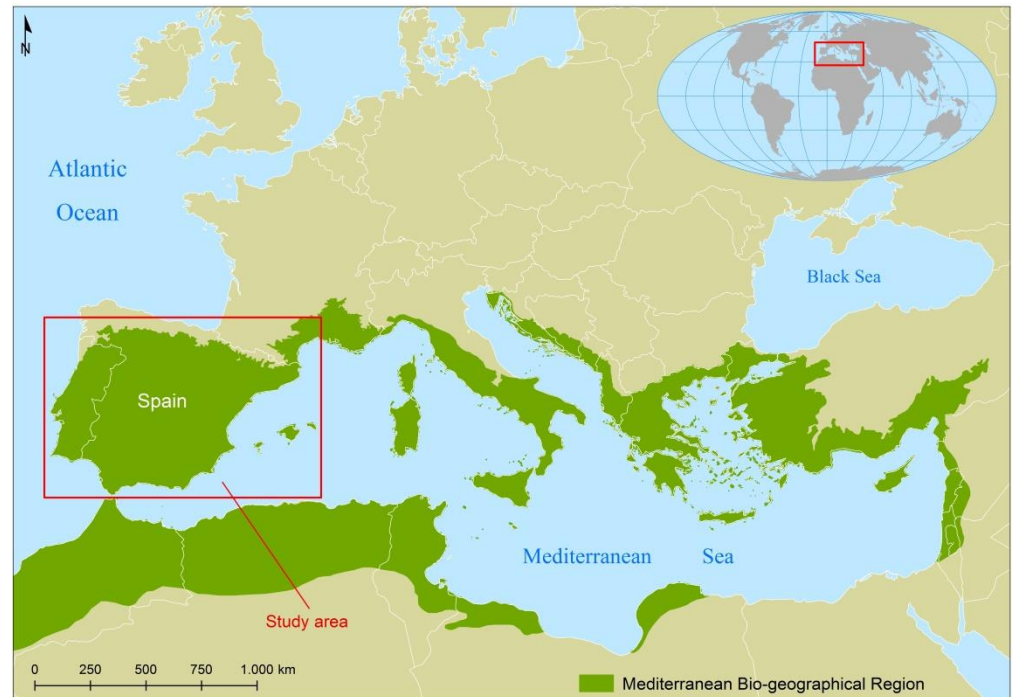 N
Atlantic
Ocean
Black Sea
Spain
Mediterranean Sea
Study area
0 250 500 750 1.000 km
Mediterranean Bio-geographical Region